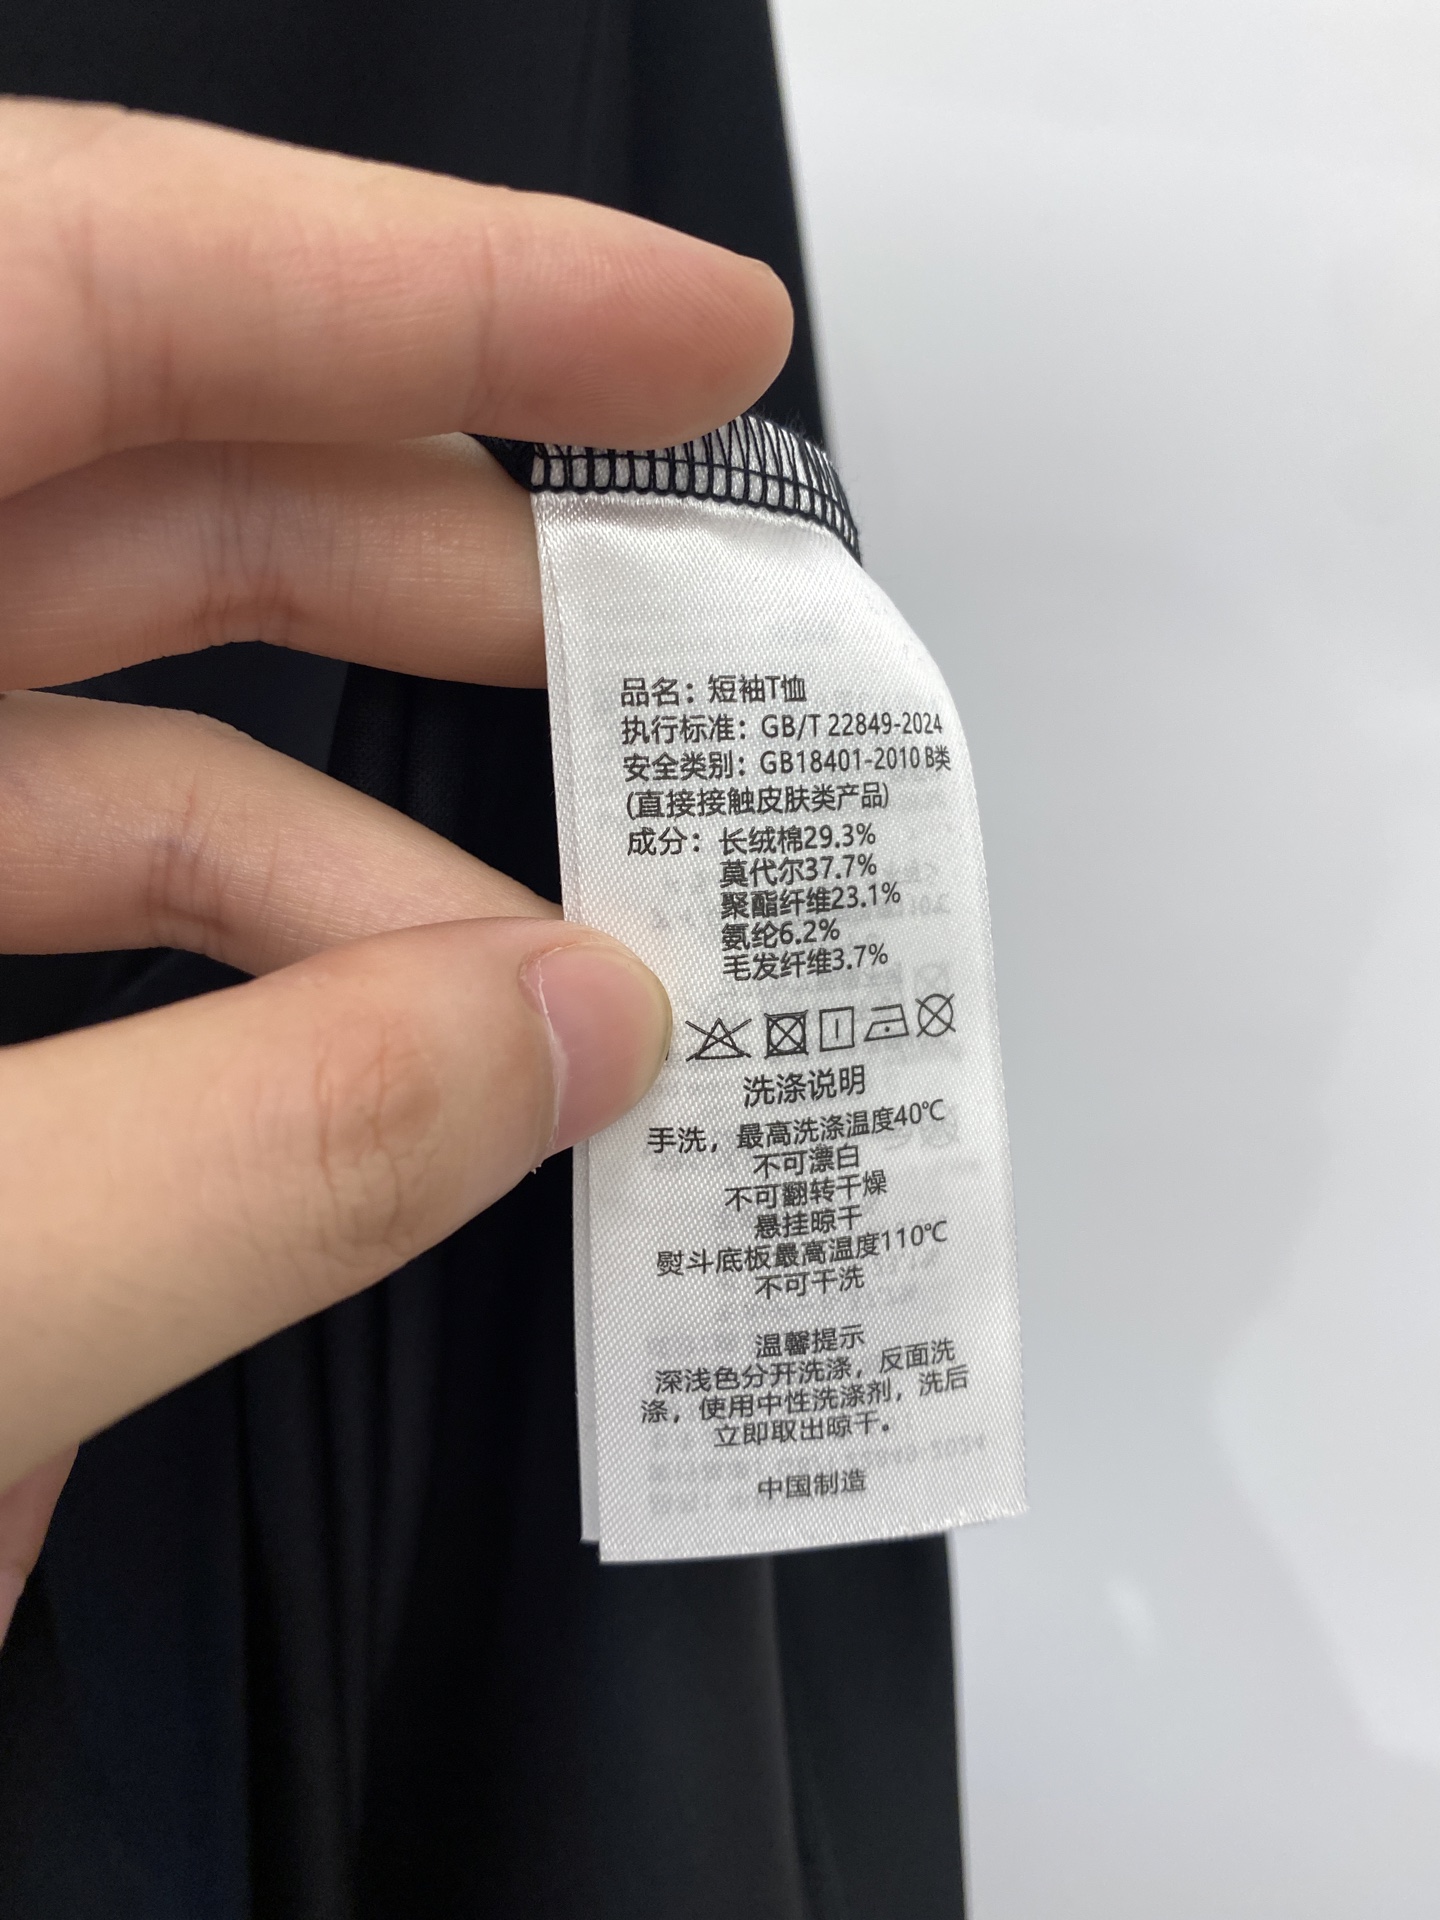 品名：短袖T恤
执行标准：GB/T 22849-2024
安全类别：GB18401-2010 B类
(直接接触皮肤类产品)
成分：长绒棉29.3%
莫代尔37.7%
聚酯纤维23.1%
氨纶6.2%
毛发纤维3.7%
洗涤说明
手洗，最高洗涤温度40℃
不可漂白
不可翻转干燥
悬挂晾干
熨斗底板最高温度110℃
不可干洗
温馨提示
深浅色分开洗涤，反面洗
涤，使用中性洗涤剂，洗后
立即取出晾干。
中国制造